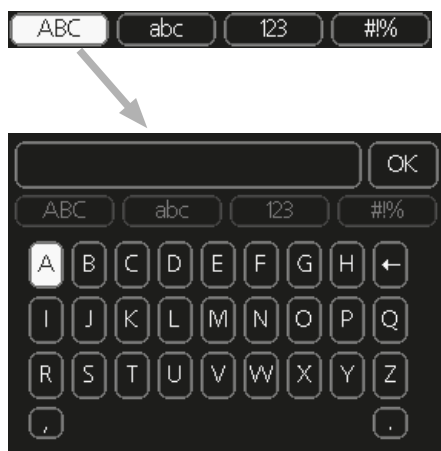 ABC abc 123 #!%
OK
ABC abc 123 #!%
A B C D E F G H ←
I J K L M N O P Q
R S T U V W X Y Z
, .